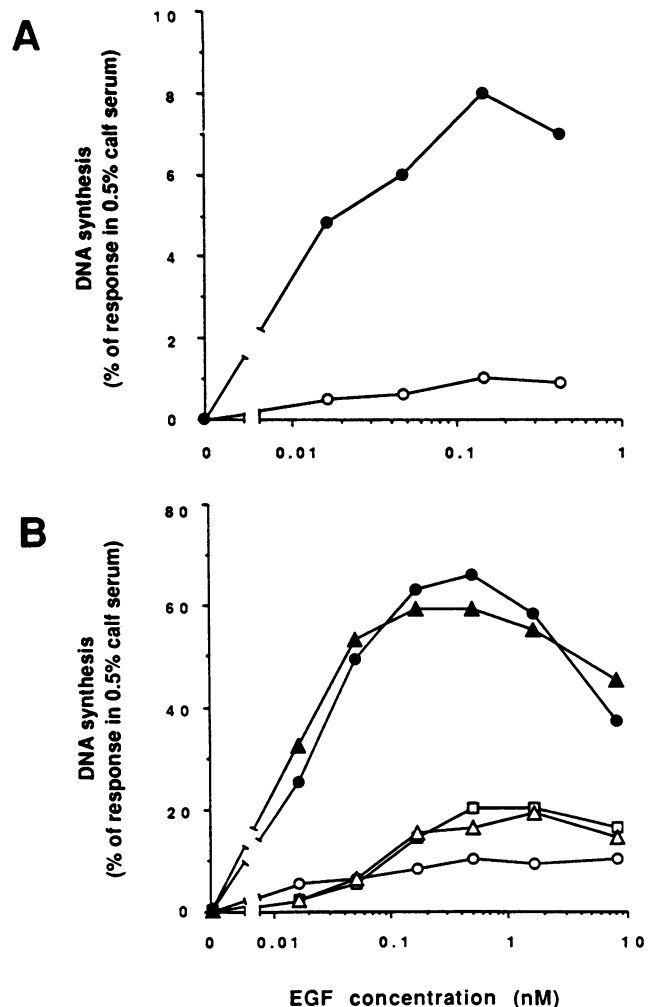 A
10
8
6
4
2
0
DNA synthesis
(% of response in 0.5% calf serum)
0 0.01 0.1 1
B
80
60
40
20
0
DNA synthesis
(% of response in 0.5% calf serum)
0 0.01 0.1 1 10
EGF concentration (nM)